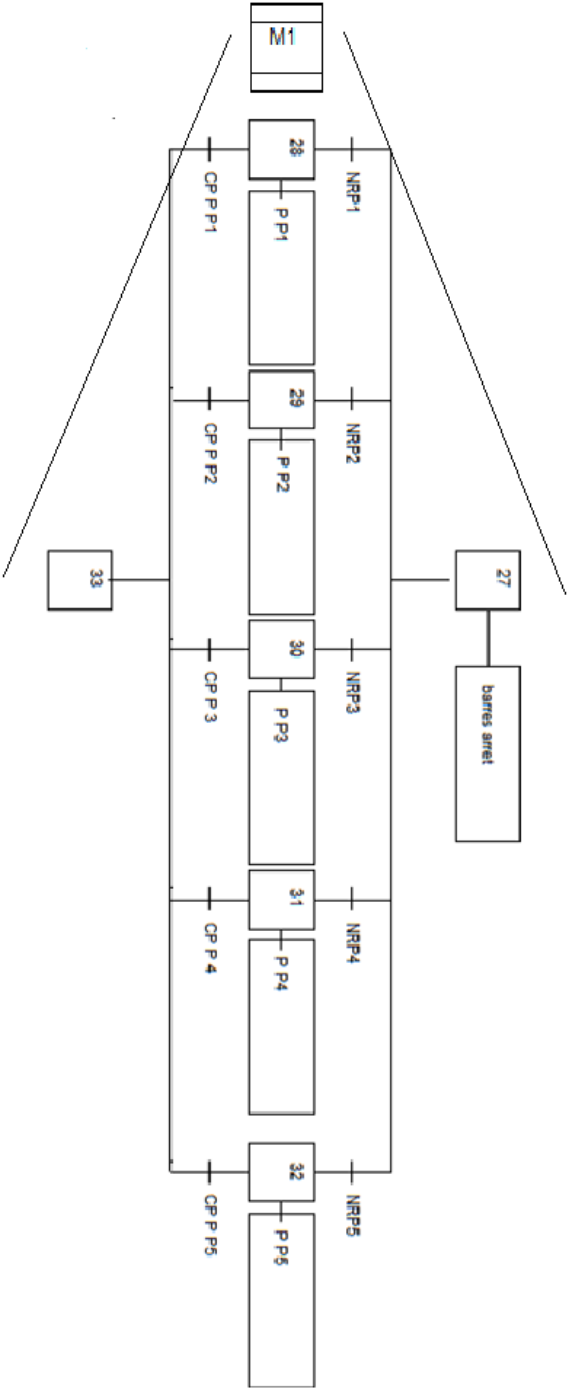 M1
27
barres arret
NRP1
NRP2
NRP3
NRP4
NRP5
28
P P1
29
P P2
30
P P3
31
P P4
32
P P5
CP P P1
CP P P2
CP P 3
CP P 4
CP P P5
33